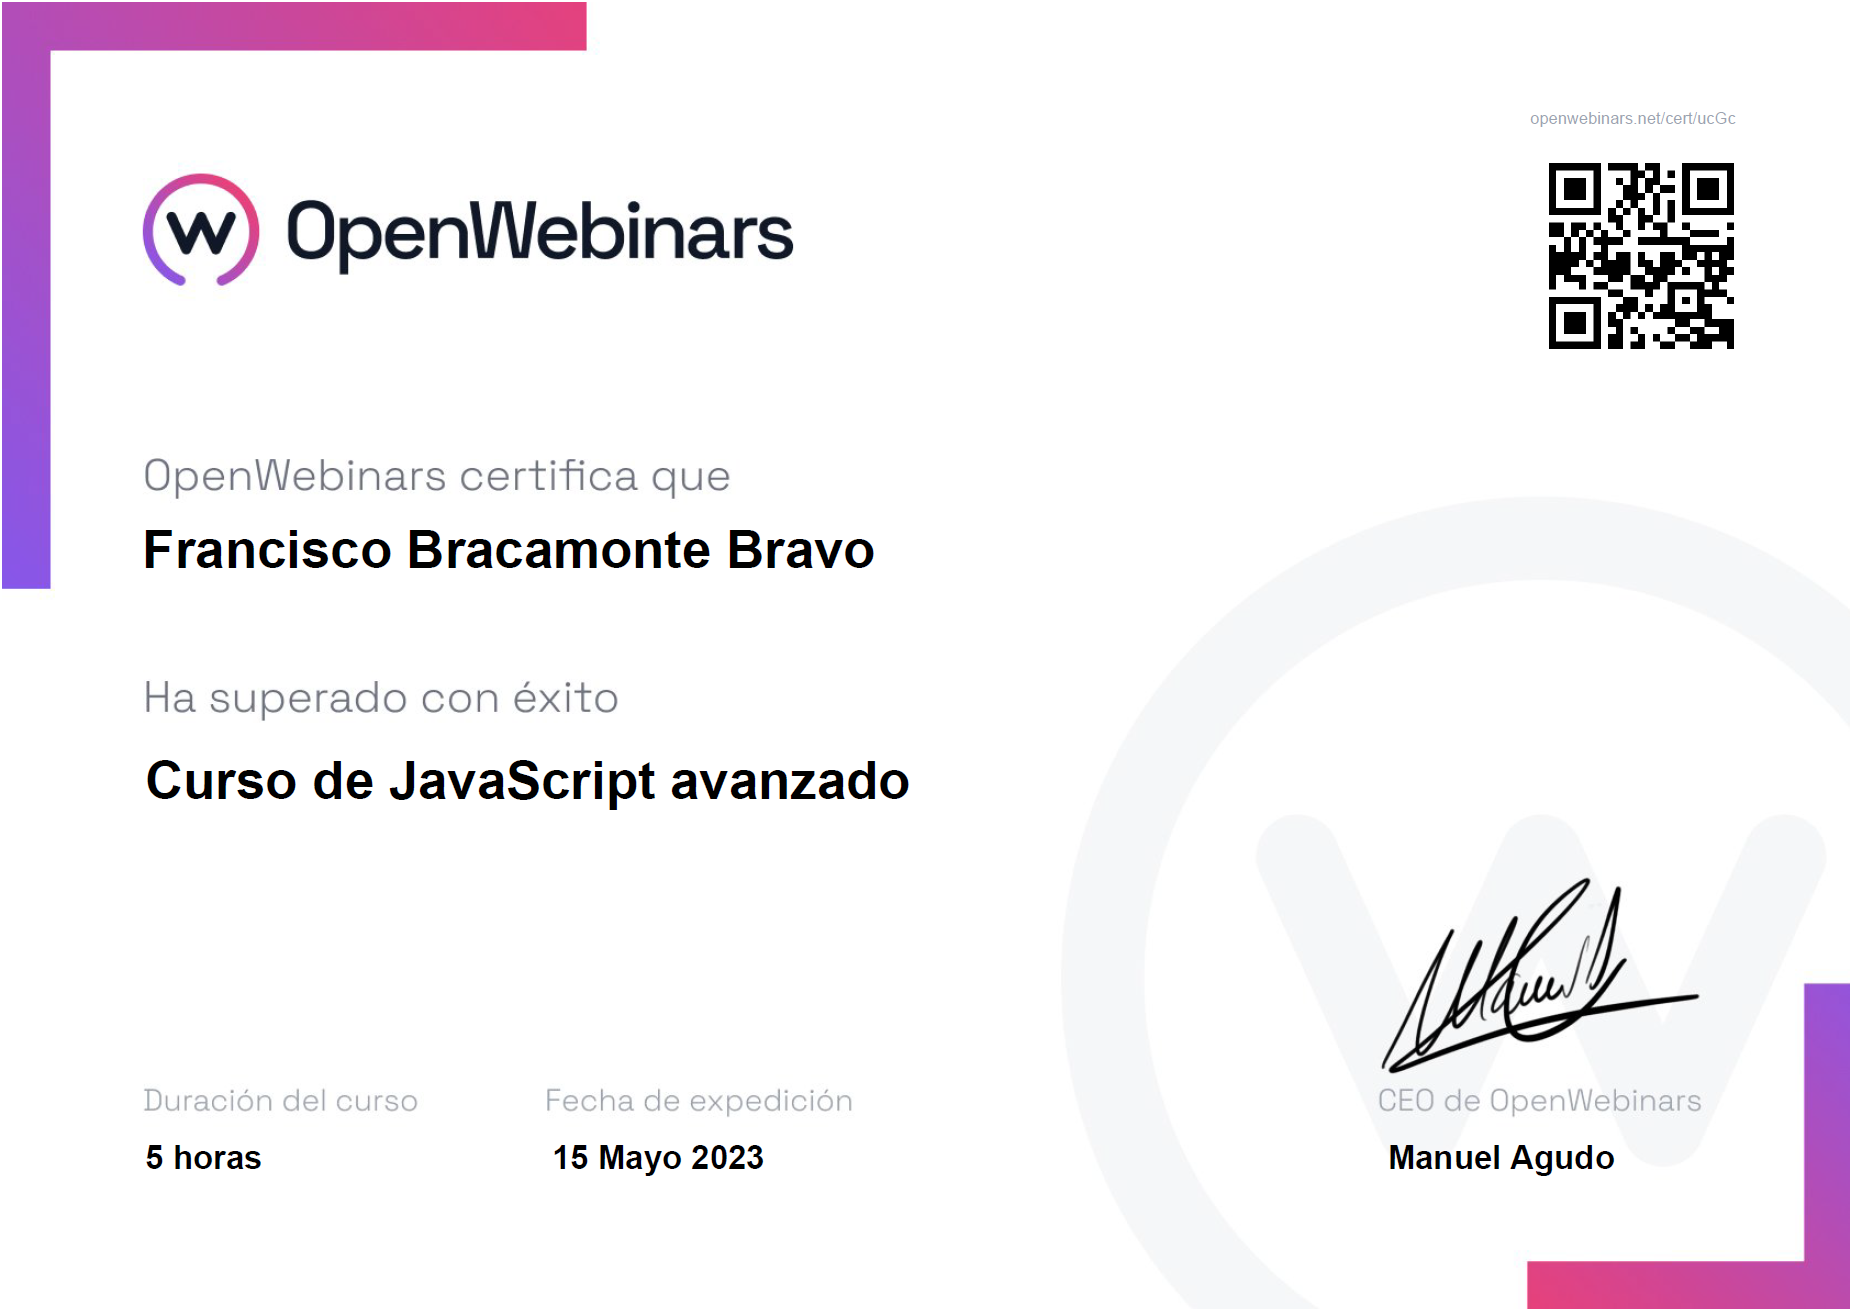 openwebinars.net/cert/ucGc
OpenWebinars
OpenWebinars certifica que
Francisco Bracamonte Bravo
Ha superado con éxito
Curso de JavaScript avanzado
Duración del curso
5 horas
Fecha de expedición
15 Mayo 2023
CEO de OpenWebinars
Manuel Agudo